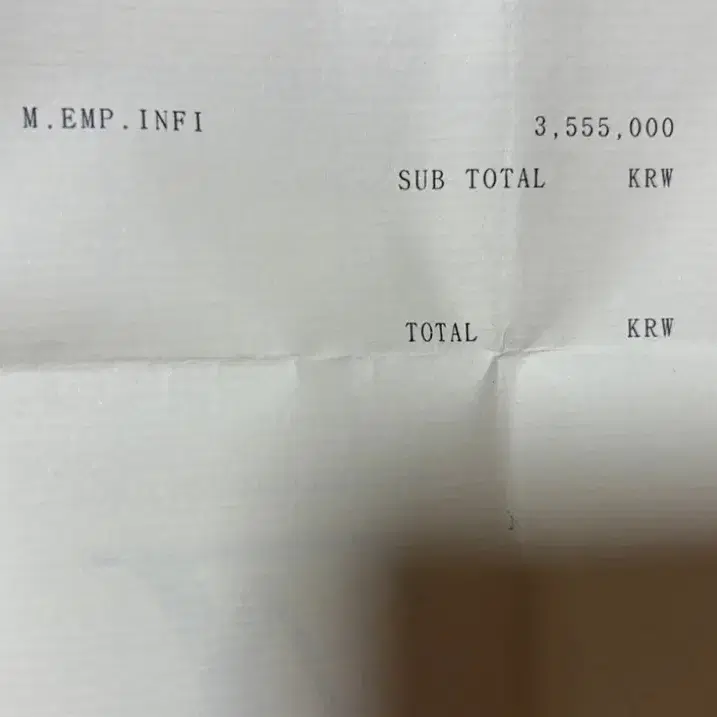 M.EMP.INFI 3,555,000
SUB TOTAL KRW
TOTAL KRW